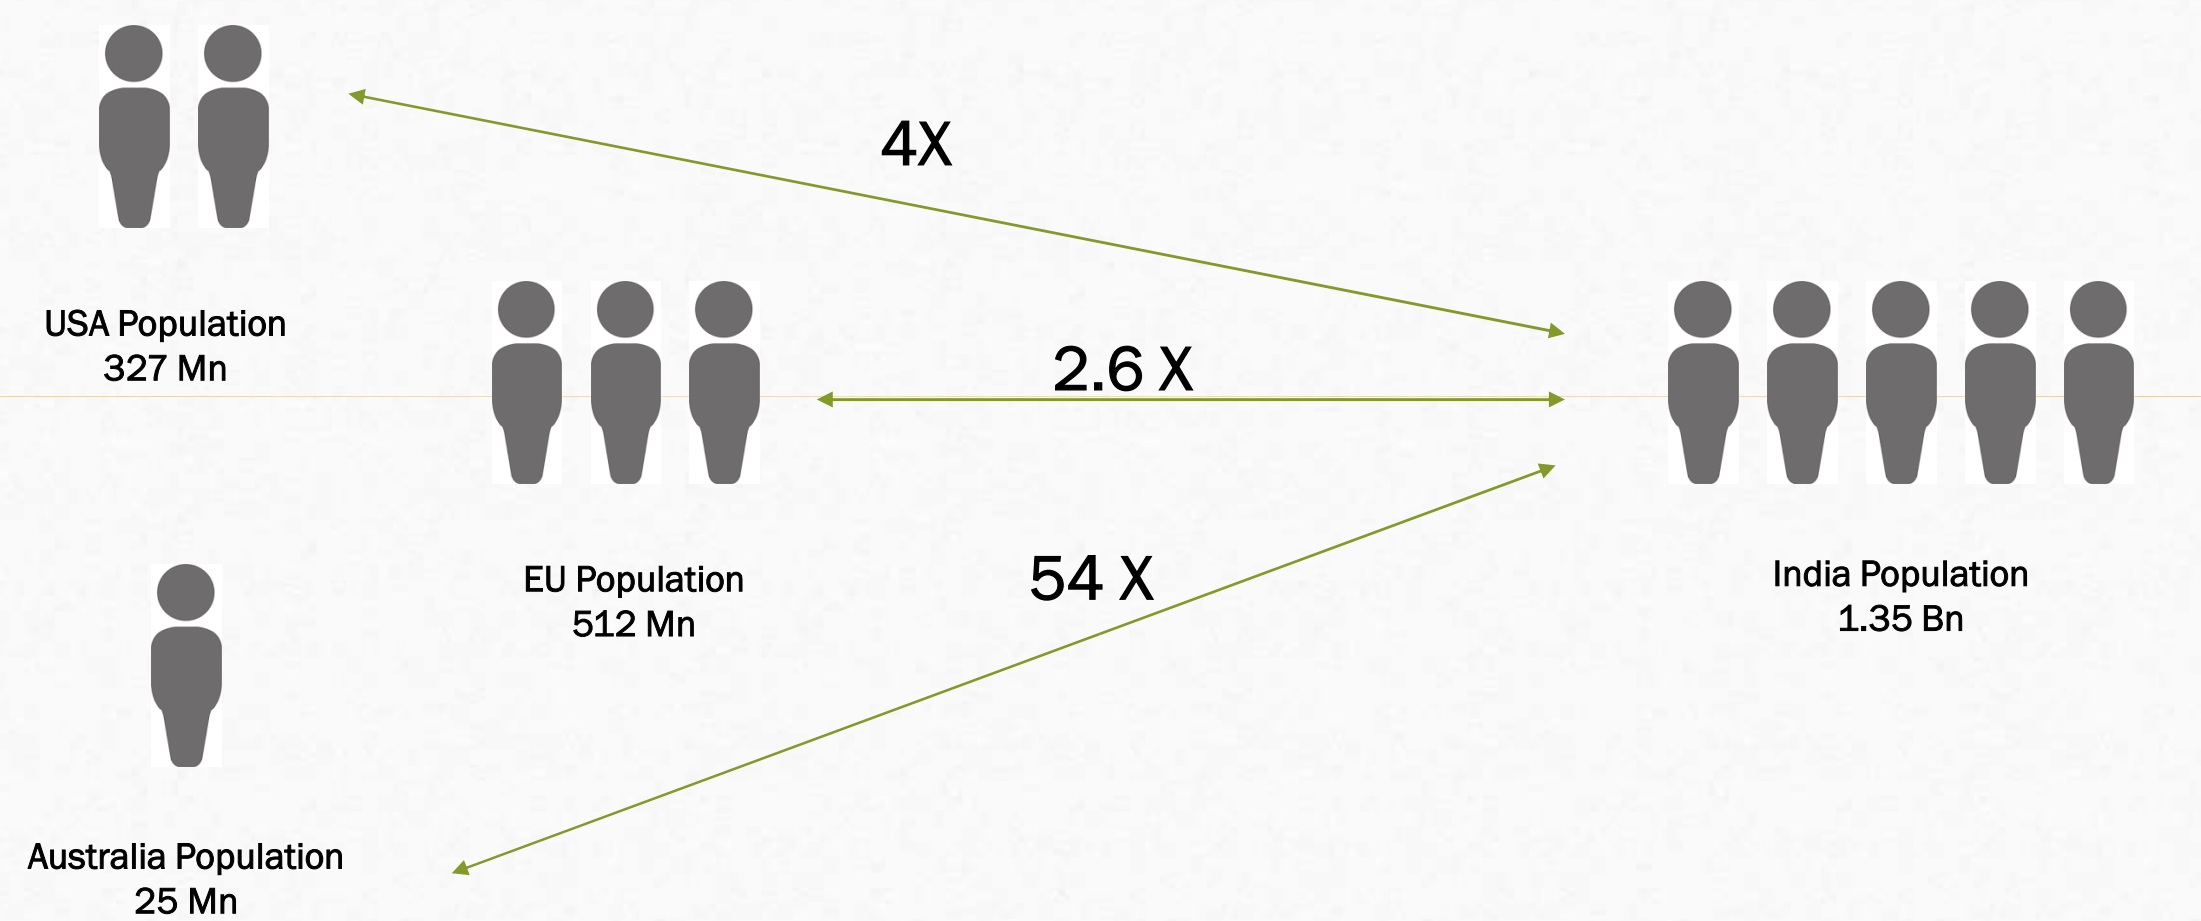 4X
USA Population
327 Mn
2.6 X
54 X
EU Population
512 Mn
India Population
1.35 Bn
Australia Population
25 Mn